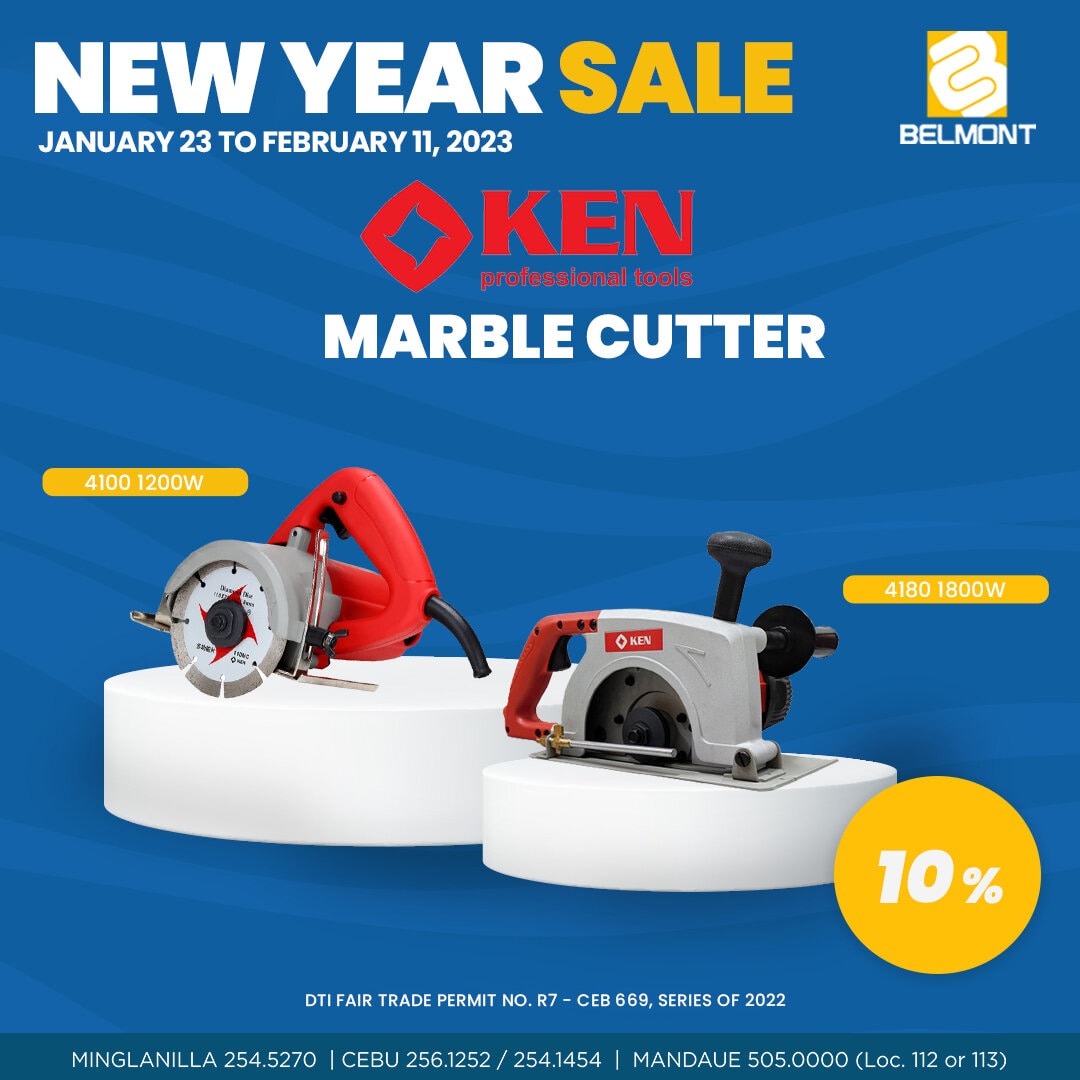 NEW YEAR SALE
JANUARY 23 TO FEBRUARY 11, 2023
BELMONT
KEN
professional tools
MARBLE CUTTER
4100 1200W
110MC
KEN
4180 1800W
KEN
10 %
DTI FAIR TRADE PERMIT NO. R7 - CEB 669, SERIES OF 2022
MINGLANILLA 254.5270 | CEBU 256.1252 / 254.1454 | MANDAUE 505.0000 (Loc. 112 or 113)